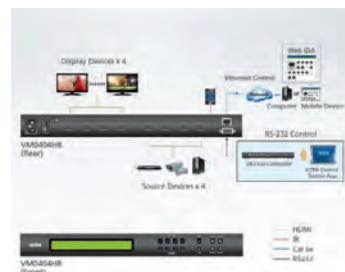 Display Devices x 4
Web GUI
Ethernet Control
Computer
or
Mobile Device
VM0404HB
(Rear)
RS-232 Control
Source Devices x 4
HDMI
IR
Cat 5e
RS232
VM0404HB
(Front)